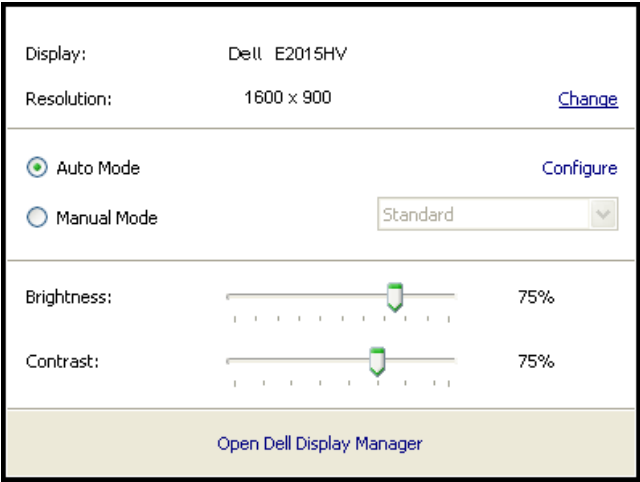 Display: Dell E2015HV
Resolution: 1600 x 900 Change
Auto Mode Configure
Manual Mode Standard
Brightness: 75%
Contrast: 75%
Open Dell Display Manager